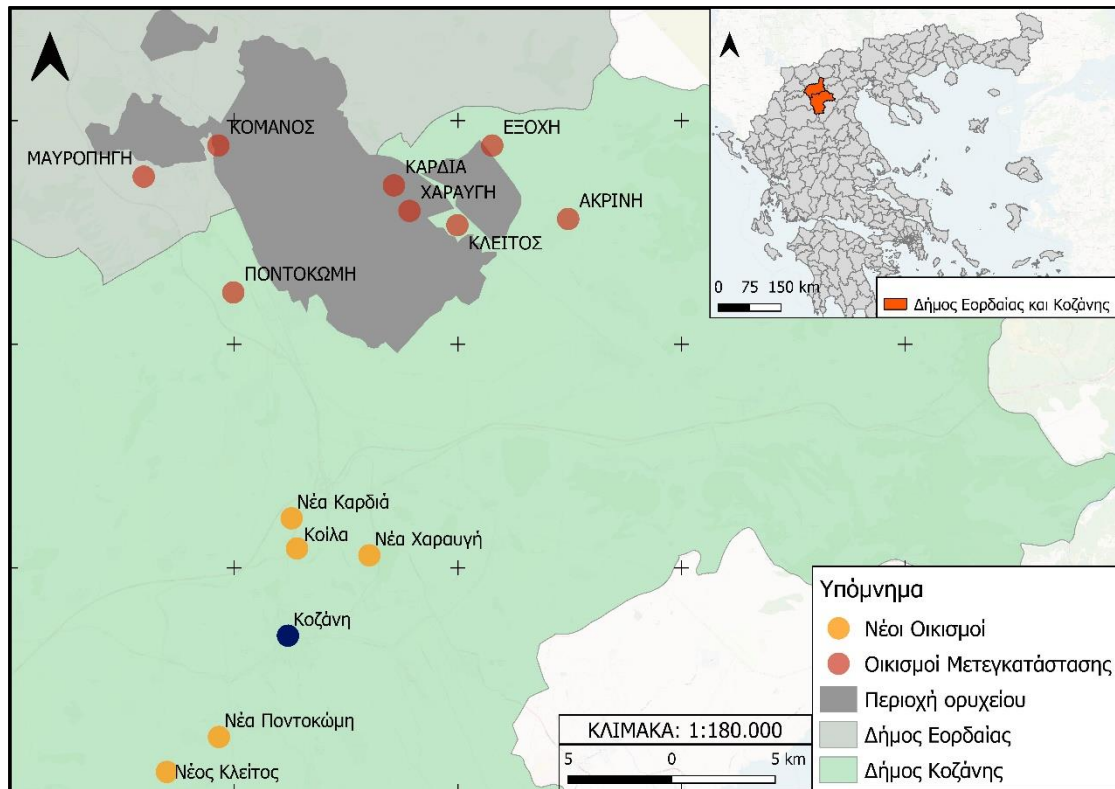 ΚΟΜΑΝΟΣ
ΕΞΟΧΗ
ΜΑΥΡΟΠΗΓΗ
ΚΑΡΔΙΑ
ΧΑΡΑΥΓΗ
ΑΚΡΙΝΗ
ΚΛΕΙΤΟΣ
ΠΟΝΤΟΚΩΜΗ
0 75 150 km
Δήμος Εορδαίας και Κοζάνης
Νέα Καρδιά
Κοίλα
Νέα Χαραυγή
Κοζάνη
Νέα Ποντοκώμη
Νέος Κλείτος
ΚΛΙΜΑΚΑ: 1:180.000
5 0 5 km
Υπόμνημα
Νέοι Οικισμοί
Οικισμοί Μετεγκατάστασης
Περιοχή ορυχείου
Δήμος Εορδαίας
Δήμος Κοζάνης